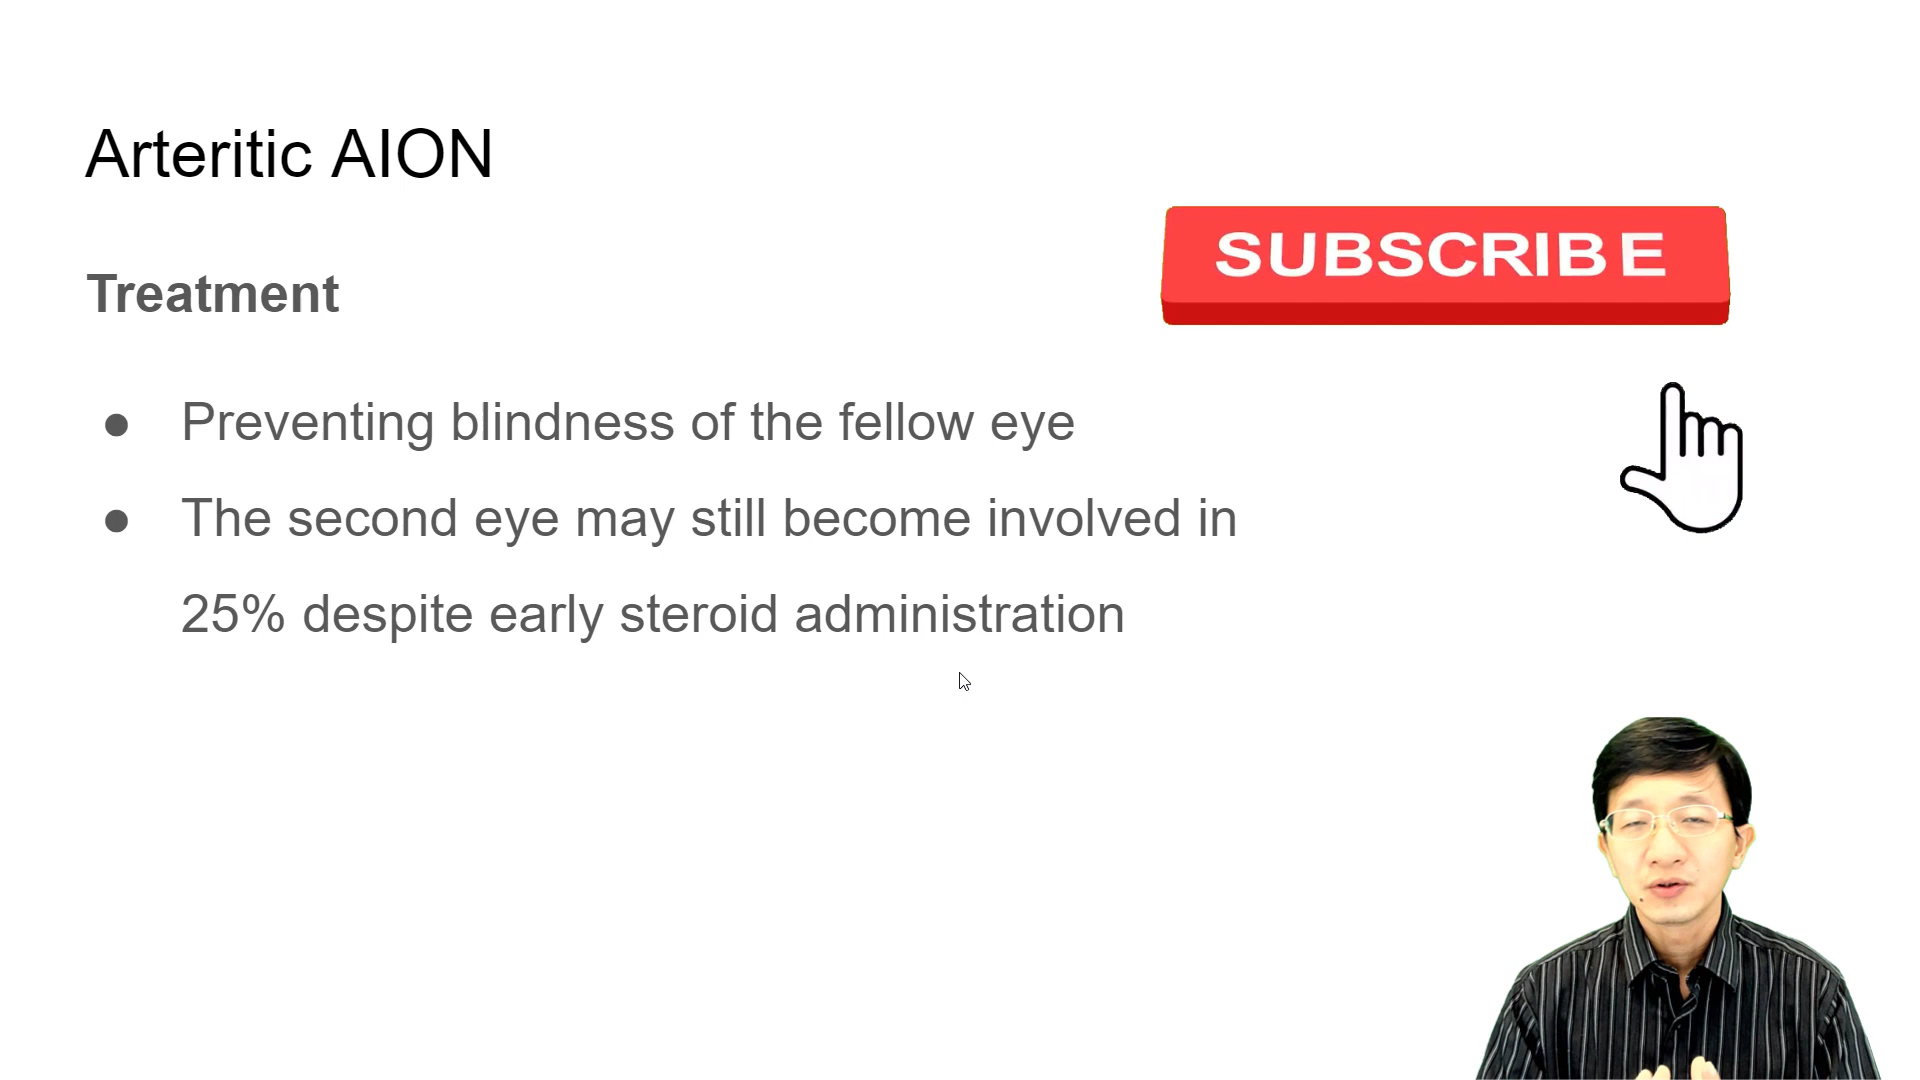 Arteritic AION
SUBSCRIBE
Treatment
● Preventing blindness of the fellow eye
● The second eye may still become involved in
25% despite early steroid administration